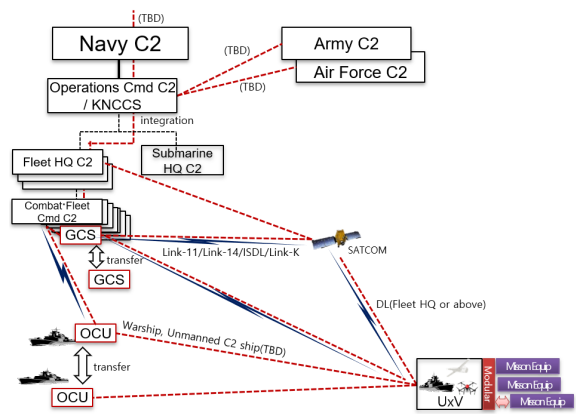 (TBD)
Navy C2
Army C2
(TBD)
Air Force C2
Operations Cmd C2
/ KNCCS
(TBD)
integration
Fleet HQ C2
Submarine
HQ C2
Combat-Fleet
Cmd C2
GCS
Link-11/Link-14/ISDL/Link-K
SATCOM
transfer
GCS
DL(Fleet HQ or above)
OCU
Warship, Unmanned C2 ship(TBD)
transfer
OCU
UxV
Modular
Misson Equip
Misson Equip
Misson Equip